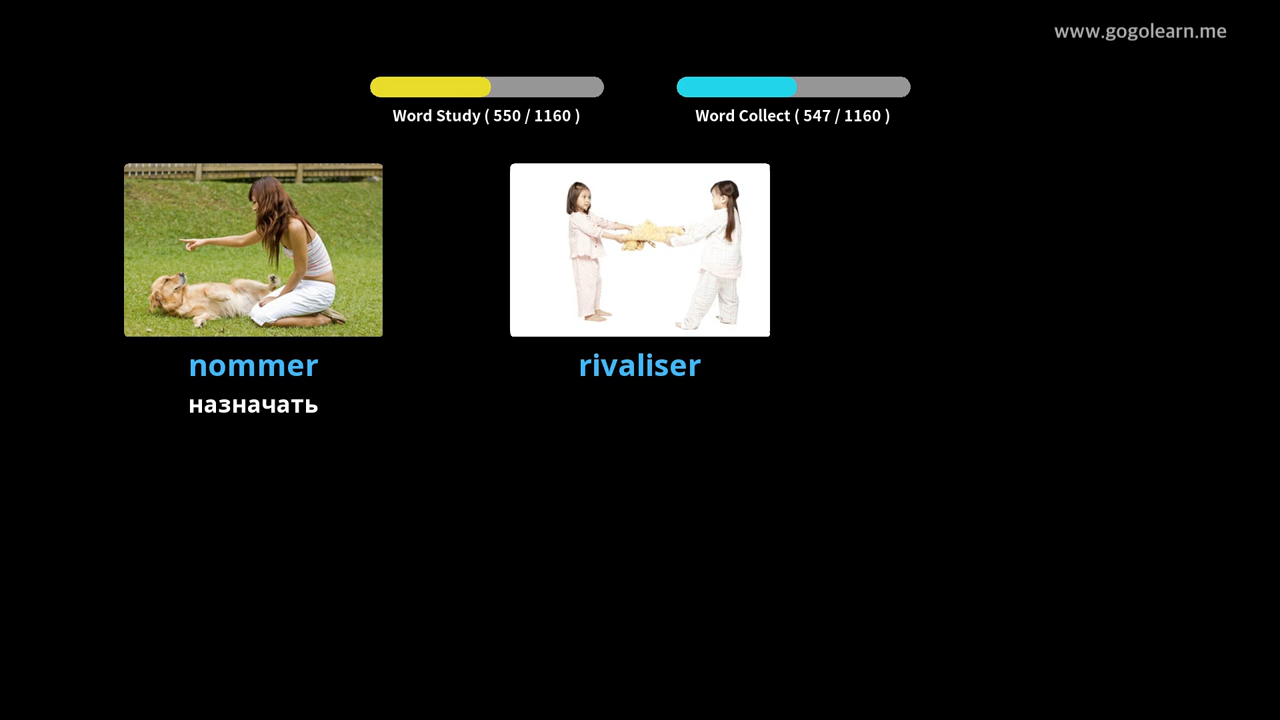 www.gogolearn.me
Word Study ( 550 / 1160 )
Word Collect ( 547 / 1160 )
nommer
назначать
rivaliser